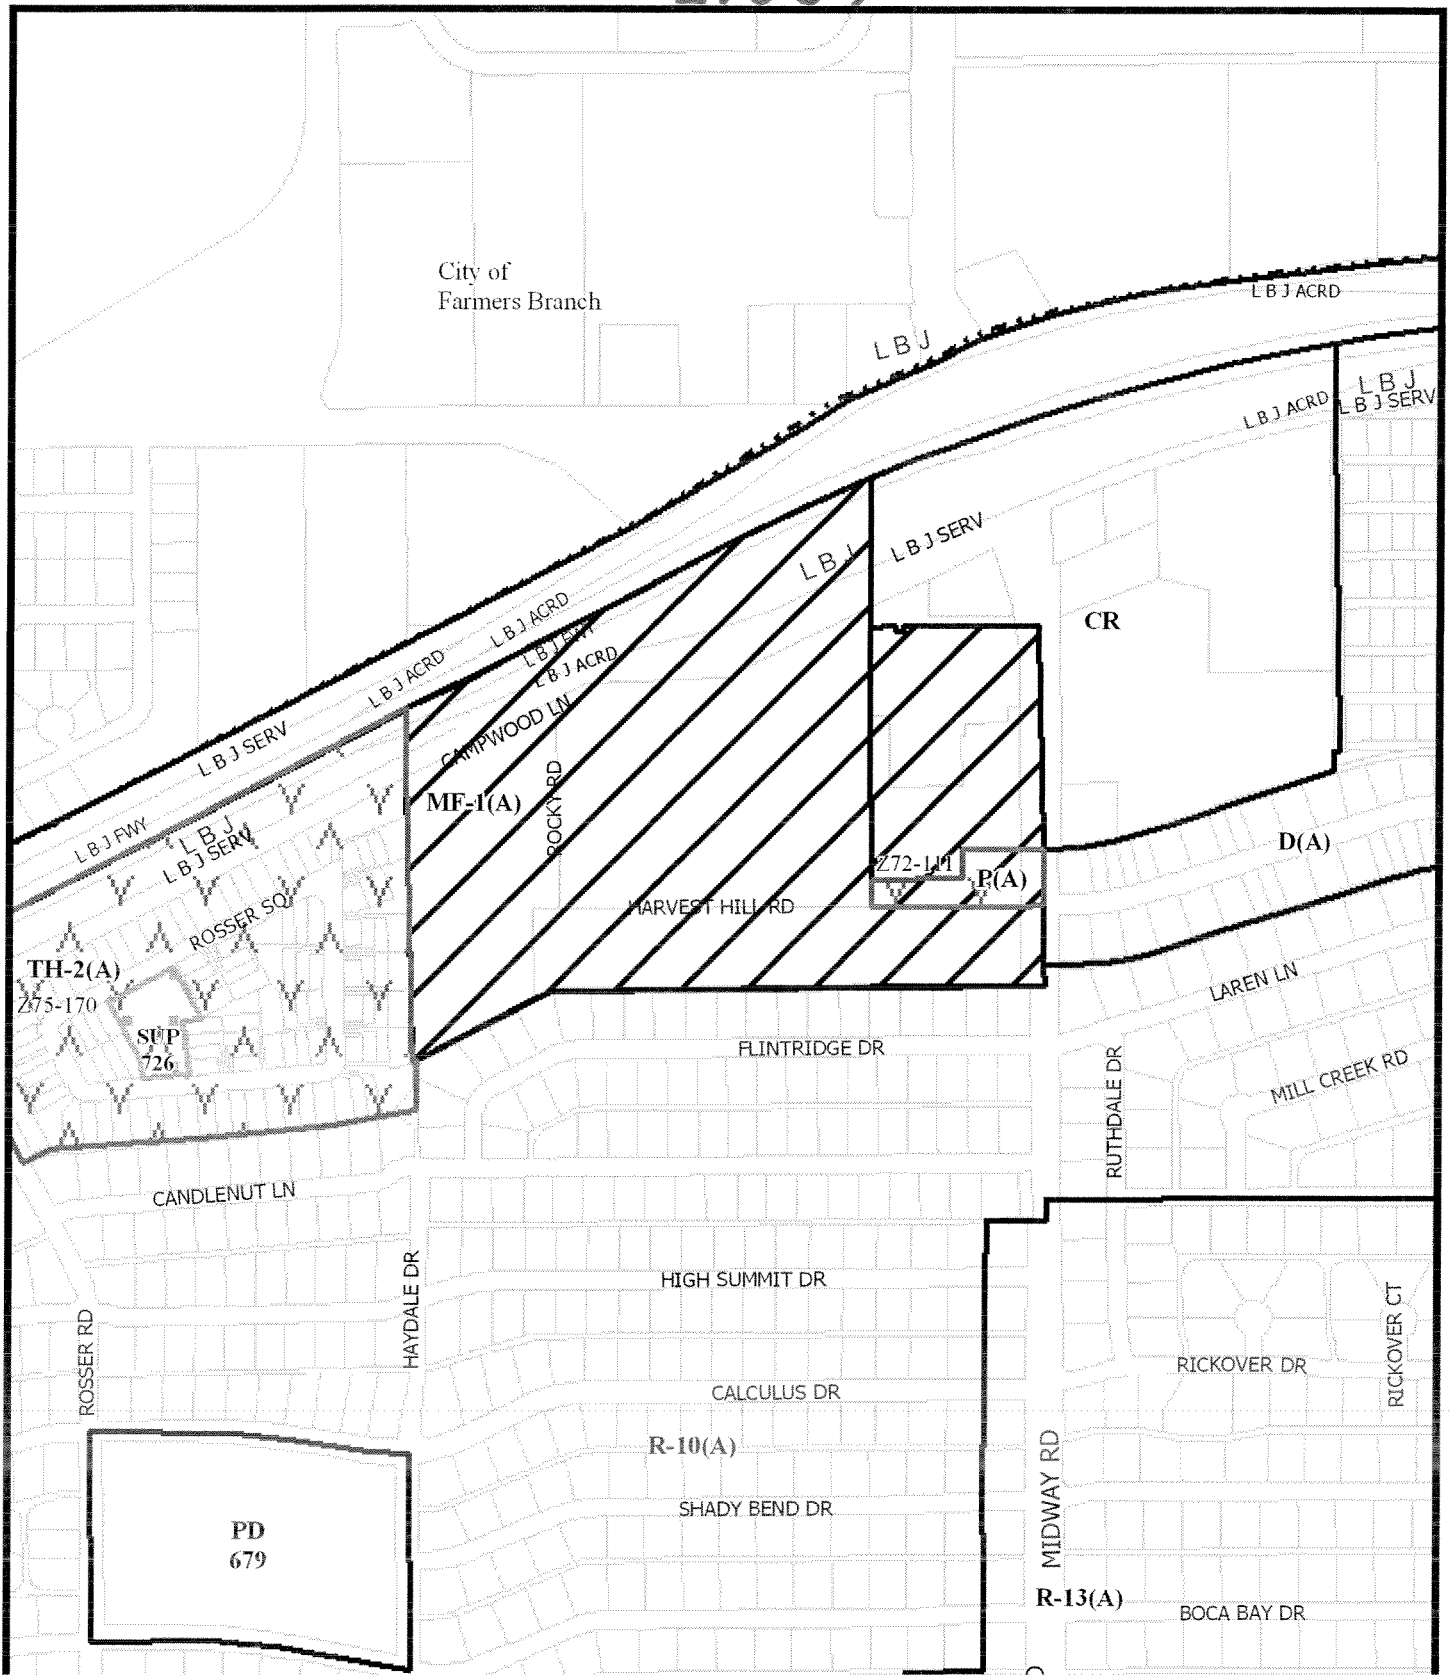 City of
Farmers Branch
L B J ACRD
L B J
L B J
L B J SERV
L B J ACRD
L B J SERV
L B J
CR
L B J ACRD
L B J FWY
L B J ACRD
L B J ACRD
CAMPWOOD LN
L B J SERV
MF-1(A)
ROCKY RD
L B J FWY
L B J
L B J SERV
D(A)
Z72-111
P(A)
HARVEST HILL RD
ROSSER SQ
TH-2(A)
Z75-170
LAREN LN
SUP
726
FLINTRIDGE DR
RUTHDALE DR
MILL CREEK RD
CANDLENUT LN
HAYDALE DR
HIGH SUMMIT DR
ROSSER RD
RICKOVER CT
RICKOVER DR
CALCULUS DR
R-10(A)
MIDWAY RD
SHADY BEND DR
PD
679
R-13(A)
BOCA BAY DR